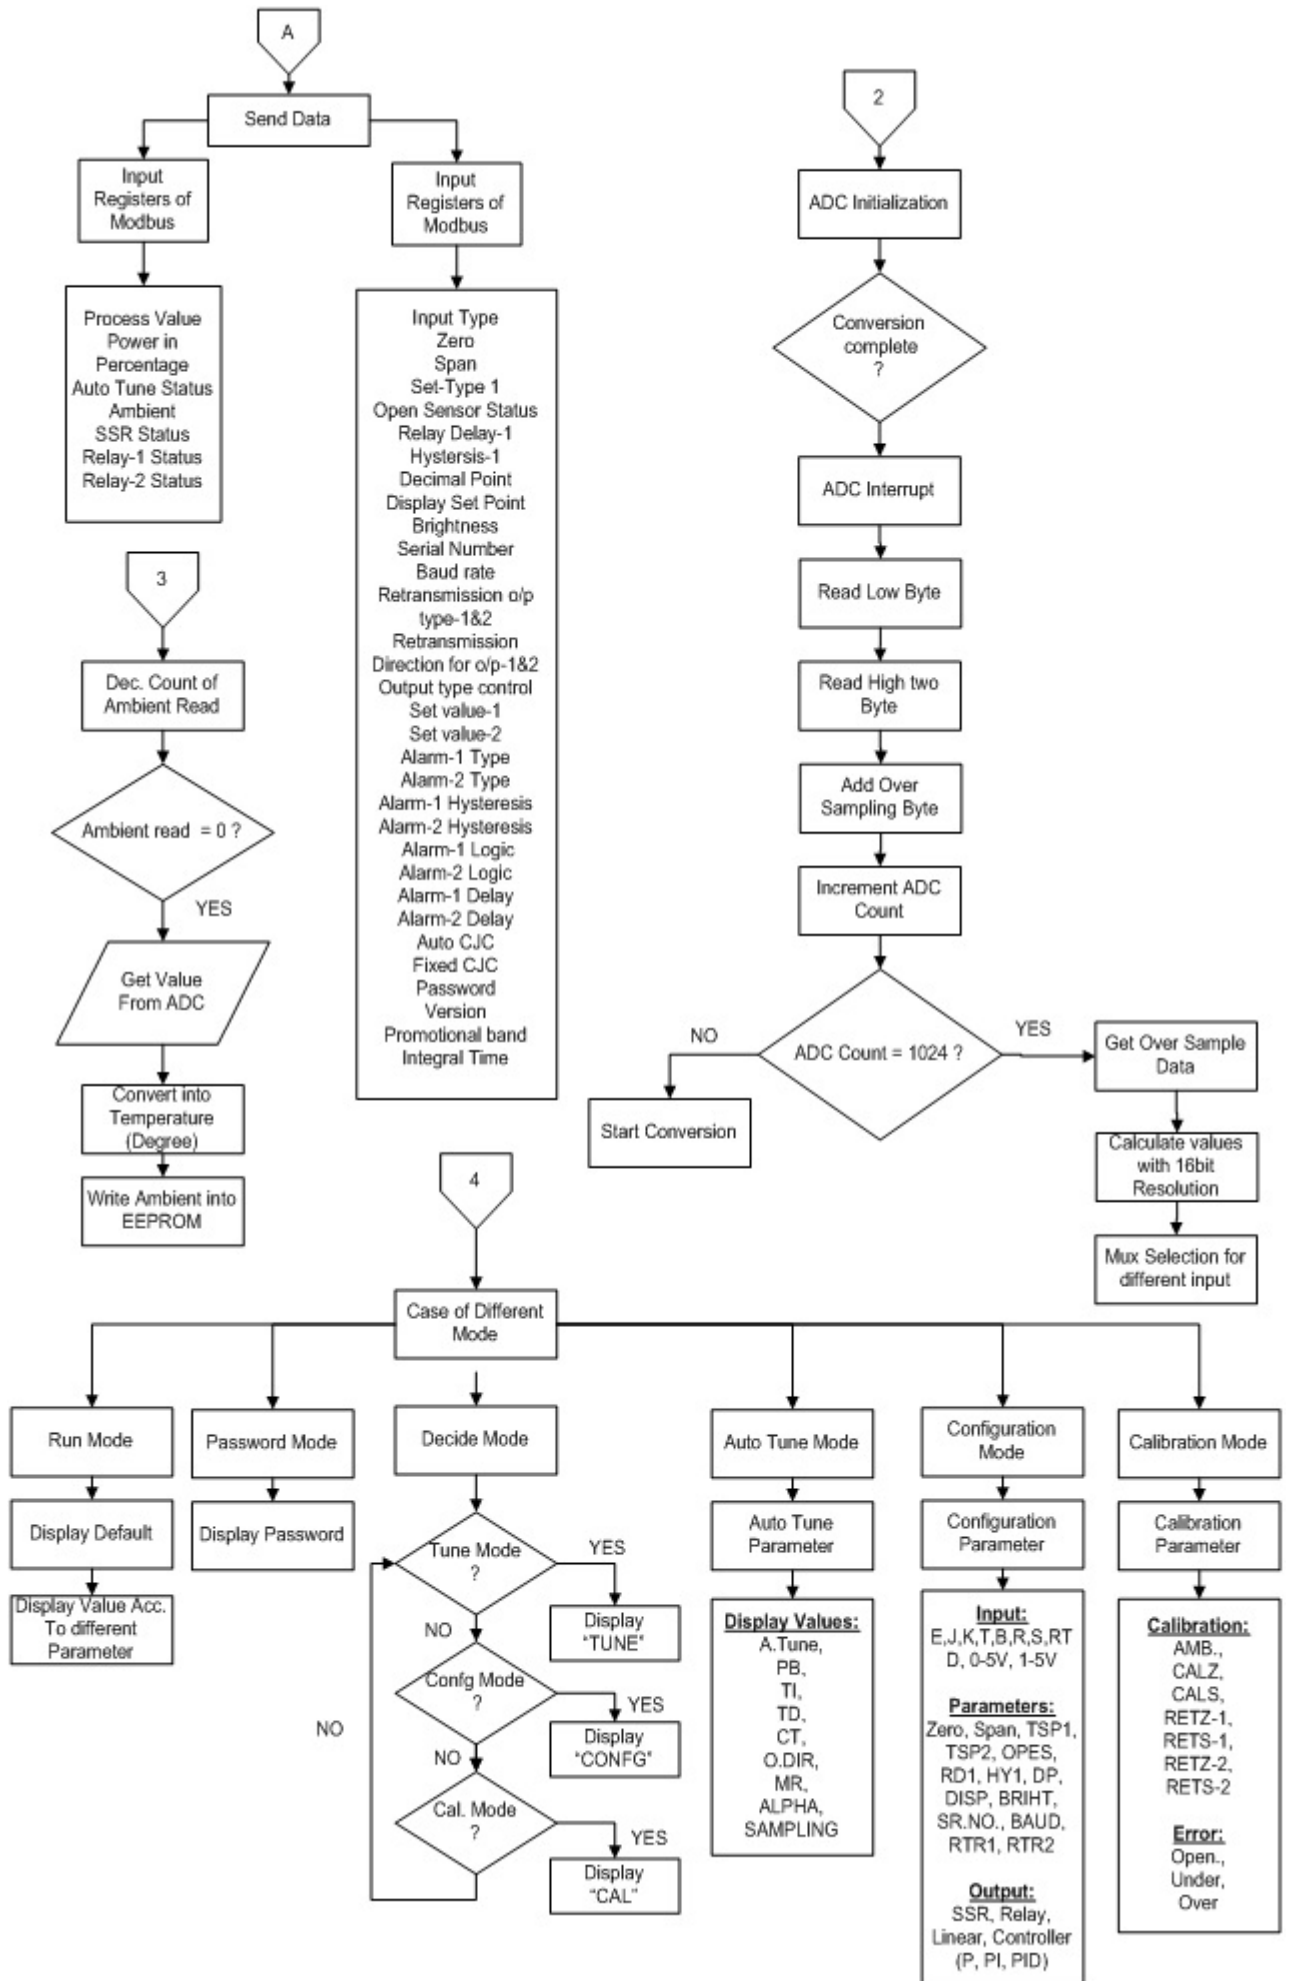 A
Send Data
Input
Registers of
Modbus
Input
Registers of
Modbus
Process Value
Power in
Percentage
Auto Tune Status
Ambient
SSR Status
Relay-1 Status
Relay-2 Status
Input Type
Zero
Span
Set-Type 1
Open Sensor Status
Relay Delay-1
Hystersis-1
Decimal Point
Display Set Point
Brightness
Serial Number
Baud rate
Retransmission o/p
type-1&2
Retransmission
Direction for o/p-1&2
Output type control
Set value-1
Set value-2
Alarm-1 Type
Alarm-2 Type
Alarm-1 Hysteresis
Alarm-2 Hysteresis
Alarm-1 Logic
Alarm-2 Logic
Alarm-1 Delay
Alarm-2 Delay
Auto CJC
Fixed CJC
Password
Version
Promotional band
Integral Time
3
Dec. Count of
Ambient Read
Ambient read = 0 ?
YES
Get Value
From ADC
Convert into
Temperature
(Degree)
Write Ambient into
EEPROM
2
ADC Initialization
Conversion
complete
?
ADC Interrupt
Read Low Byte
Read High two
Byte
Add Over
Sampling Byte
Increment ADC
Count
ADC Count = 1024 ?
NO
YES
Start Conversion
Get Over Sample
Data
Calculate values
with 16bit
Resolution
Mux Selection for
different input
4
Case of Different
Mode
Run Mode
Display Default
Display Value Acc.
To different
Parameter
Password Mode
Display Password
Decide Mode
Tune Mode
?
YES
Display
"TUNE"
NO
Confg Mode
?
YES
Display
"CONFG"
NO
NO
Cal. Mode
?
YES
Display
"CAL"
Auto Tune Mode
Auto Tune
Parameter
Display Values:
A.Tune,
PB,
TI,
TD,
CT,
O.DIR,
MR,
ALPHA,
SAMPLING
Configuration
Mode
Configuration
Parameter
Input:
E,J,K,T,B,R,S,RT
D, 0-5V, 1-5V
Parameters:
Zero, Span, TSP1,
TSP2, OPES,
RD1, HY1, DP,
DISP, BRIHT,
SR.NO., BAUD,
RTR1, RTR2
Output:
SSR, Relay,
Linear, Controller
(P, PI, PID)
Calibration Mode
Calibration
Parameter
Calibration:
AMB.,
CALZ,
CALS,
RETZ-1,
RETS-1,
RETZ-2,
RETS-2
Error:
Open.,
Under,
Over